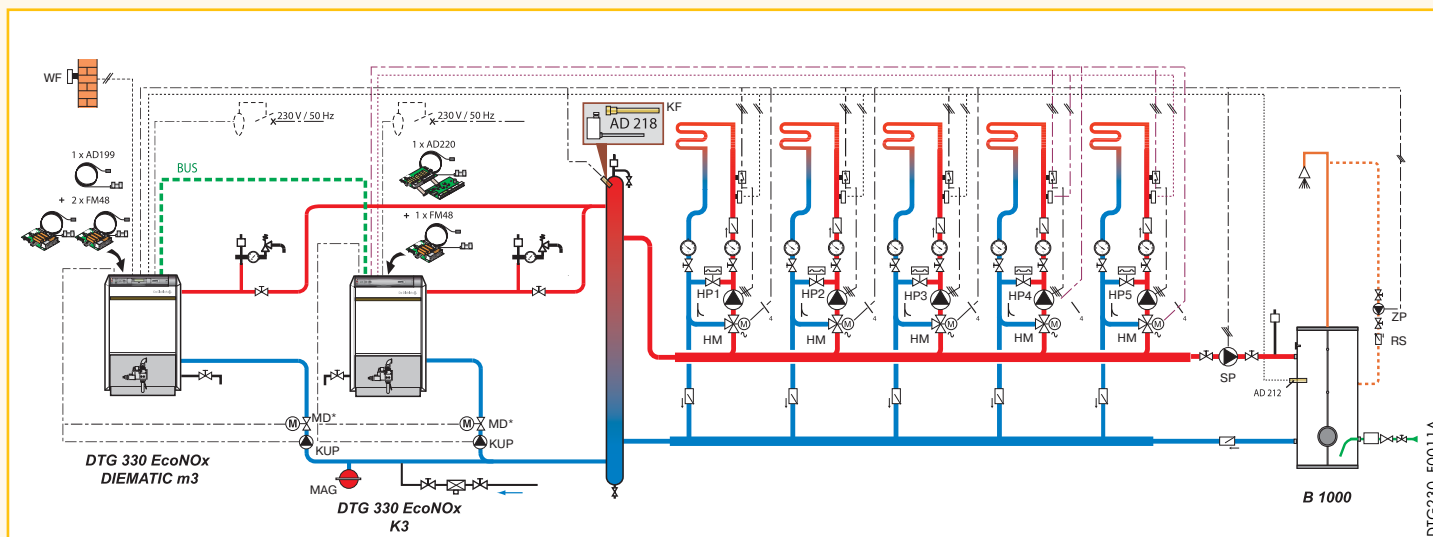 WF
230 V / 50 Hz
230 V / 50 Hz
KF
AD 218
1 x AD199
+ 2 x FM48
BUS
1 x AD220
+ 1 x FM48
HP1
HP2
HP3
HP4
HP5
4
4
4
4
4
M
M
M
M
M
HM
HM
HM
HM
HM
ZP
RS
SP
AD 212
M
MD*
KUP
M
MD*
KUP
MAG
DTG 330 EcoNOx
DIEMATIC m3
DTG 330 EcoNOx
K3
B 1000